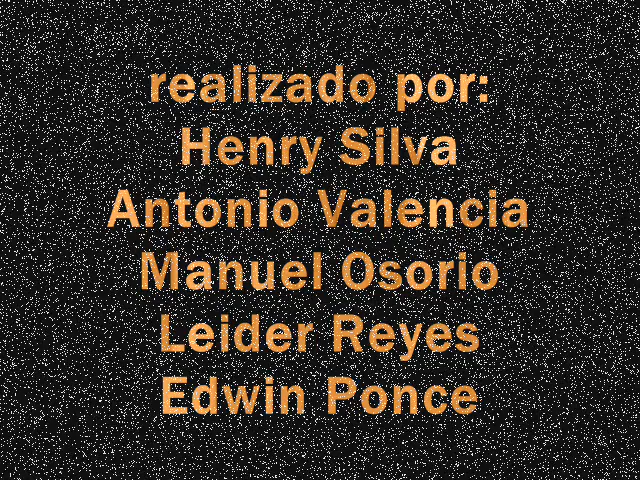 realizado por:
Henry Silva
Antonio Valencia
Manuel Osorio
Leider Reyes
Edwin Ponce